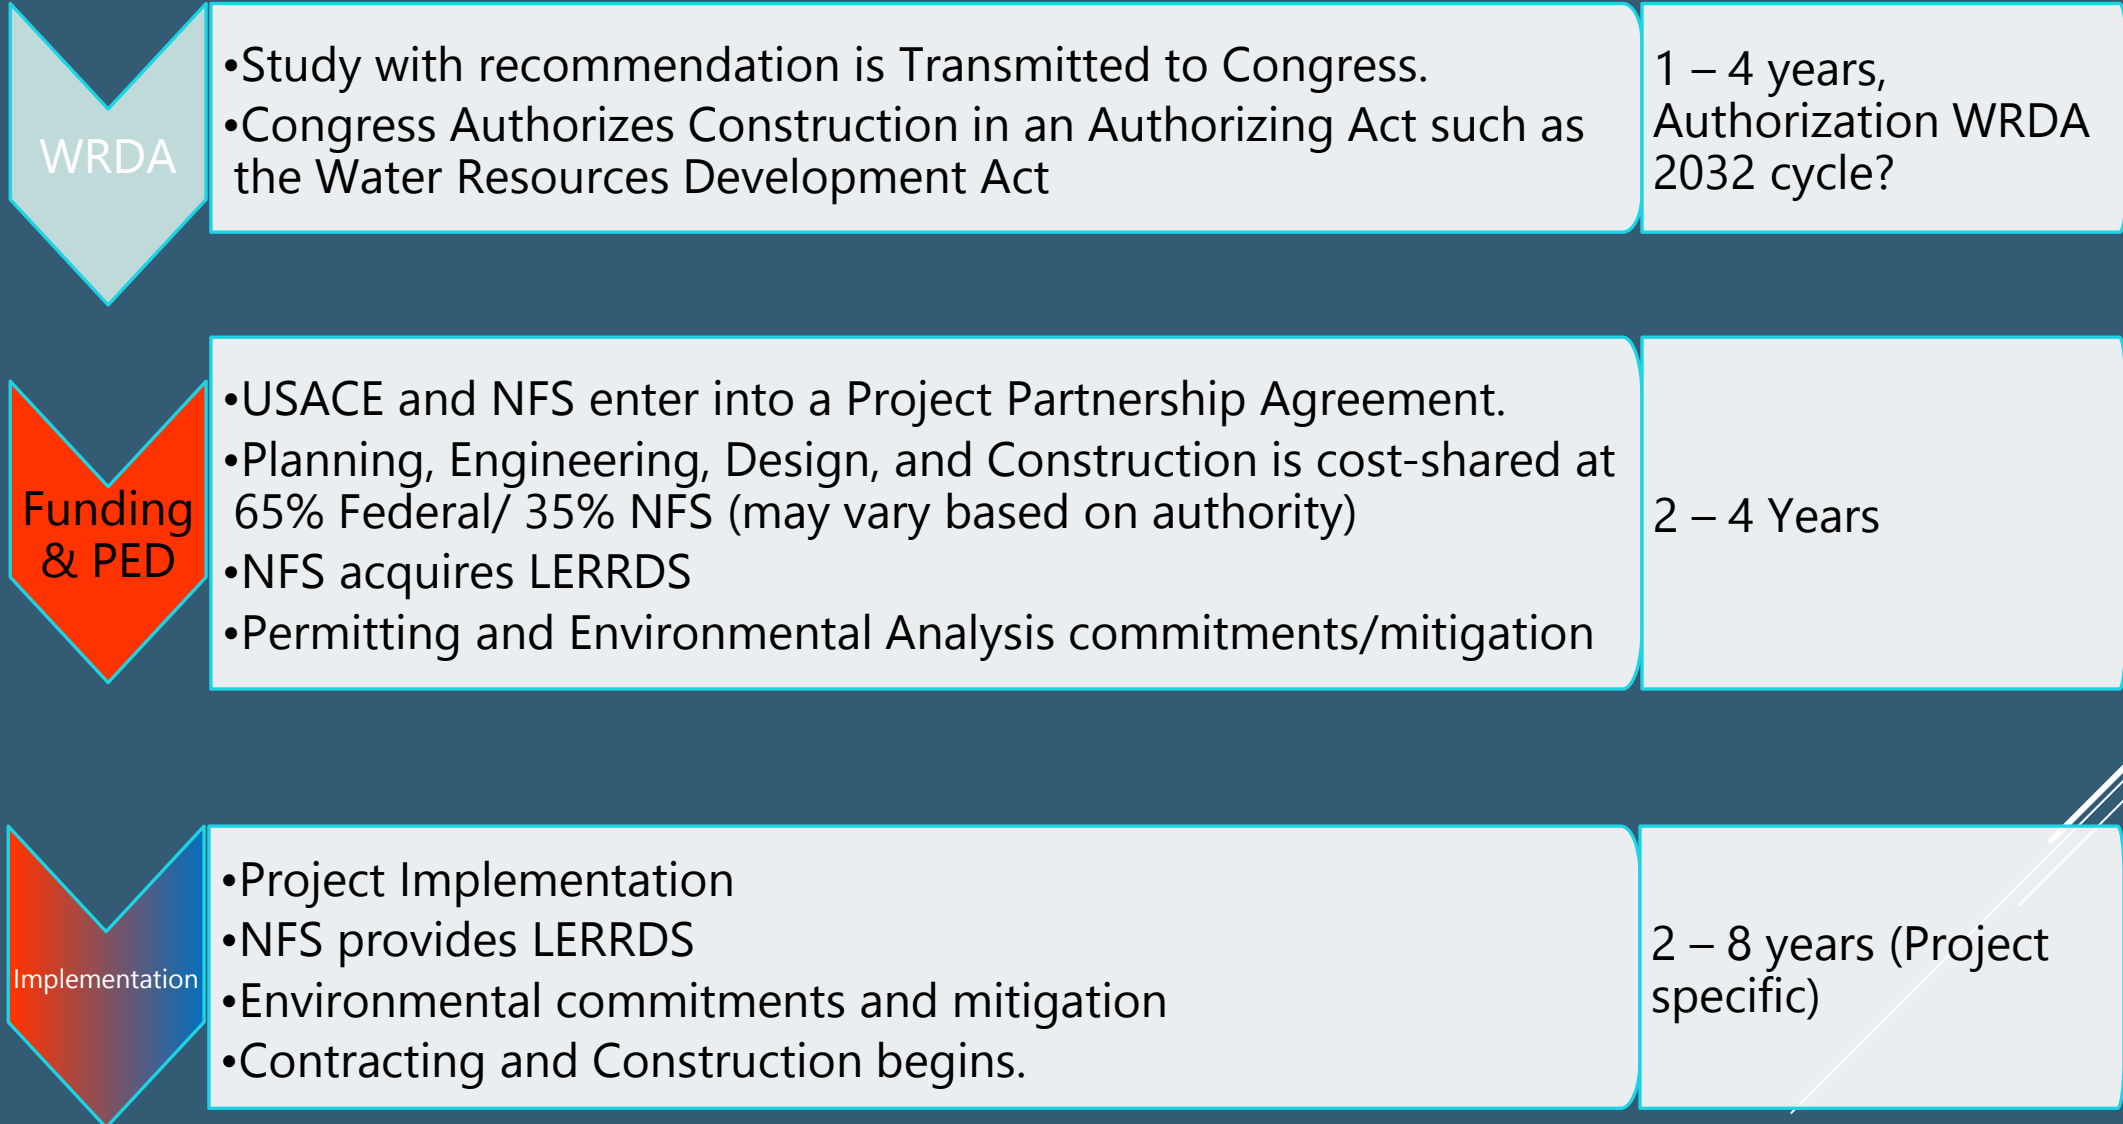 WRDA
•Study with recommendation is Transmitted to Congress.
•Congress Authorizes Construction in an Authorizing Act such as
the Water Resources Development Act
1 – 4 years,
Authorization WRDA
2032 cycle?
Funding
& PED
•USACE and NFS enter into a Project Partnership Agreement.
•Planning, Engineering, Design, and Construction is cost-shared at
65% Federal/ 35% NFS (may vary based on authority)
•NFS acquires LERRDS
•Permitting and Environmental Analysis commitments/mitigation
2 – 4 Years
Implementation
•Project Implementation
•NFS provides LERRDS
•Environmental commitments and mitigation
•Contracting and Construction begins.
2 – 8 years (Project
specific)